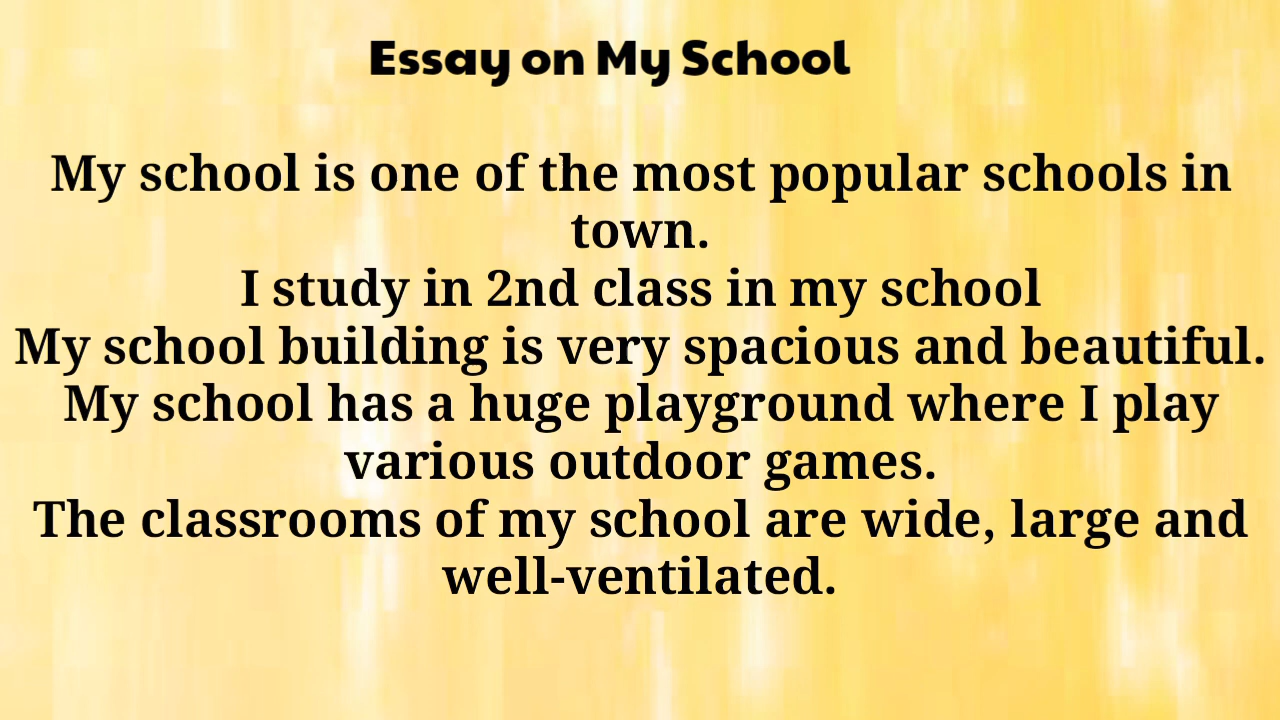 Essay on My School
My school is one of the most popular schools in
town.
I study in 2nd class in my school
My school building is very spacious and beautiful.
My school has a huge playground where I play
various outdoor games.
The classrooms of my school are wide, large and
well-ventilated.